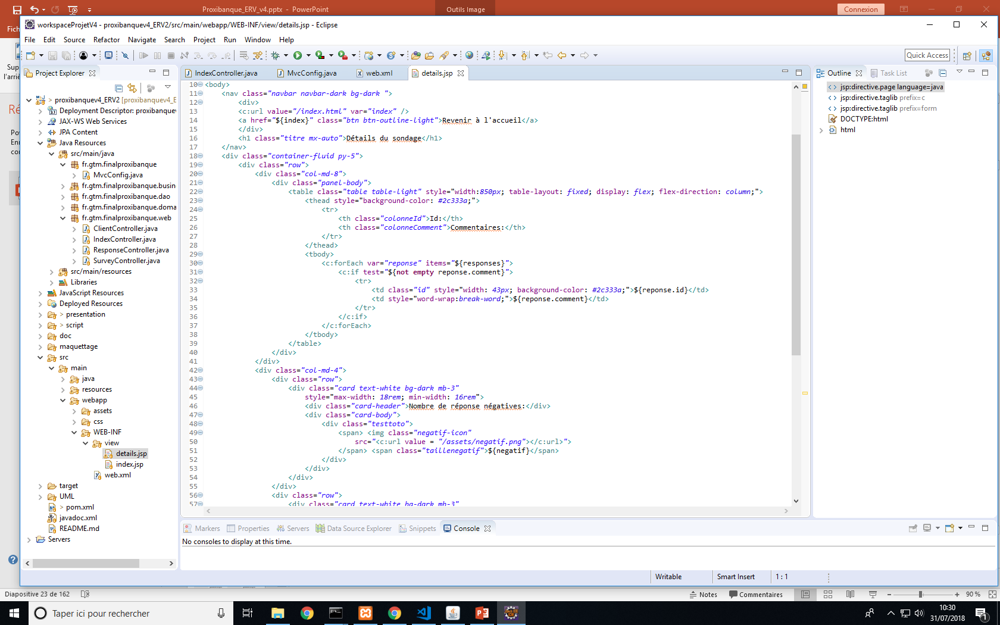 Proxibanque_ERV_v4.pptx - PowerPoint
Outils Image
Connexion
Fich
workspaceProjetV4 - proxibanquev4_ERV2/src/main/webapp/WEB-INF/view/details.jsp - Eclipse
File Edit Source Refactor Navigate Search Project Run Window Help
Sup
l'arriè
Quick Access
Project Explorer
IndexController.java
MvcConfig.java
web.xml
details.jsp
Outline
Task List
> proxibanquev4_ERV2 [proxibanquev4_E
Deployment Descriptor: proxibanquev
JAX-WS Web Services
JPA Content
Java Resources
src/main/java
fr.gtm.finalproxibanque
MvcConfig.java
fr.gtm.finalproxibanque.busin
fr.gtm.finalproxibanque.dao
fr.gtm.finalproxibanque.doma
fr.gtm.finalproxibanque.web
ClientController.java
IndexController.java
ResponseController.java
SurveyController.java
src/main/resources
Libraries
JavaScript Resources
Deployed Resources
> presentation
> script
doc
maquettage
src
main
java
resources
webapp
assets
css
WEB-INF
view
details.jsp
index.jsp
web.xml
target
UML
> pom.xml
javadoc.xml
README.md
Servers
Ré
Po
Enr
con
10 <body>
11 <nav class="navbar navbar-dark bg-dark ">
12 <div>
13 <c:url value="/index.html" var="index" />
14 <a href="${index}" class="btn btn-outline-light">Revenir à l'accueil</a>
15 </div>
16 <h1 class="titre mx-auto">Détails du sondage</h1>
17 </nav>
18 <div class="container-fluid py-5">
19 <div class="row">
20 <div class="col-md-8">
21 <div class="panel-body">
22 <table class="table table-light" style="width:850px; table-layout: fixed; display: flex; flex-direction: column;">
23 <thead style="background-color: #2c333a;">
24 <tr>
25 <th class="colonneId">Id:</th>
26 <th class="colonneComment">Commentaires:</th>
27 </tr>
28 </thead>
29 <tbody>
30 <c:forEach var="reponse" items="${responses}">
31 <c:if test="${not empty reponse.comment}">
32 <tr>
33 <td class="id" style="width: 43px; background-color: #2c333a;">${reponse.id}</td>
34 <td style="word-wrap:break-word;">${reponse.comment}</td>
35 </tr>
36 </c:if>
37 </c:forEach>
38 </tbody>
39 </table>
40 </div>
41 </div>
42 <div class="col-md-4">
43 <div class="row">
44 <div class="card text-white bg-dark mb-3"
45 style="max-width: 18rem; min-width: 16rem">
46 <div class="card-header">Nombre de réponse négatives:</div>
47 <div class="card-body">
48 <div class="testtoto">
49 <span> <img class="negatif-icon"
50 src="<c:url value = "/assets/negatif.png"></c:url>">
51 </span> <span class="taillenegatif">${negatif}</span>
52 </div>
53 </div>
54 </div>
55 </div>
56 <div class="row">
57 <div class="card text-white bg-dark mb-3"
jsp:directive.page language=java
jsp:directive.taglib prefix=c
jsp:directive.taglib prefix=form
DOCTYPE:html
html
Markers Properties Servers Data Source Explorer Snippets Console
No consoles to display at this time.
Writable
Smart Insert
1 : 1
Diapositive 23 de 162
Notes
Commentaires
90 %
Taper ici pour rechercher
10:30
31/07/2018
1